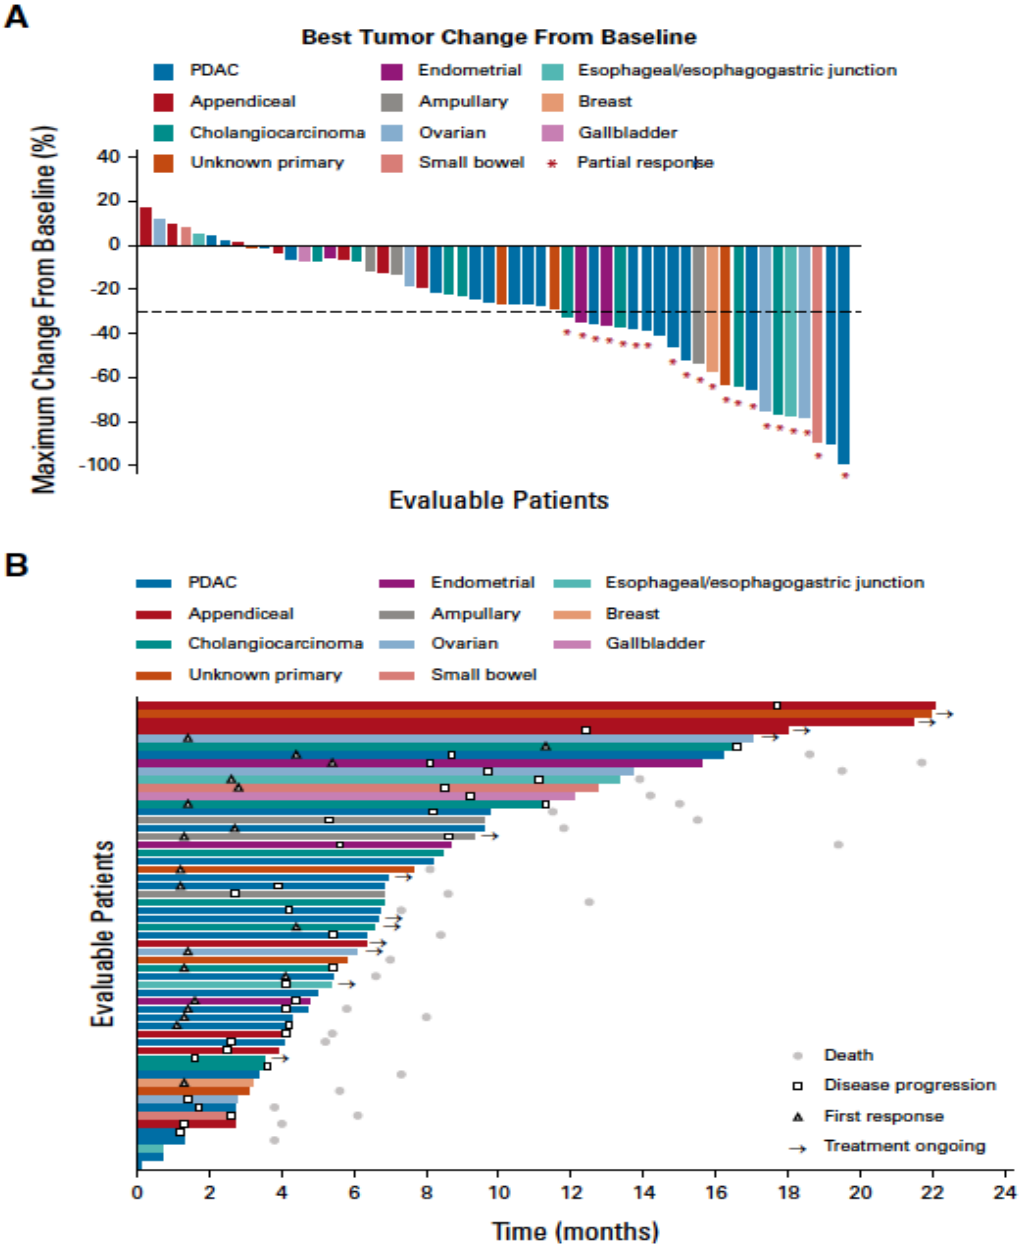 A
Best Tumor Change From Baseline
PDAC Endometrial Esophageal/esophagogastric junction
Appendiceal Ampullary Breast
Cholangiocarcinoma Ovarian Gallbladder
Unknown primary Small bowel * Partial response
Maximum Change From Baseline (%)
40
20
0
-20
-40
-60
-80
-100
Evaluable Patients
B
PDAC Endometrial Esophageal/esophagogastric junction
Appendiceal Ampullary Breast
Cholangiocarcinoma Ovarian Gallbladder
Unknown primary Small bowel
Evaluable Patients
Death
Disease progression
First response
Treatment ongoing
0 2 4 6 8 10 12 14 16 18 20 22 24
Time (months)